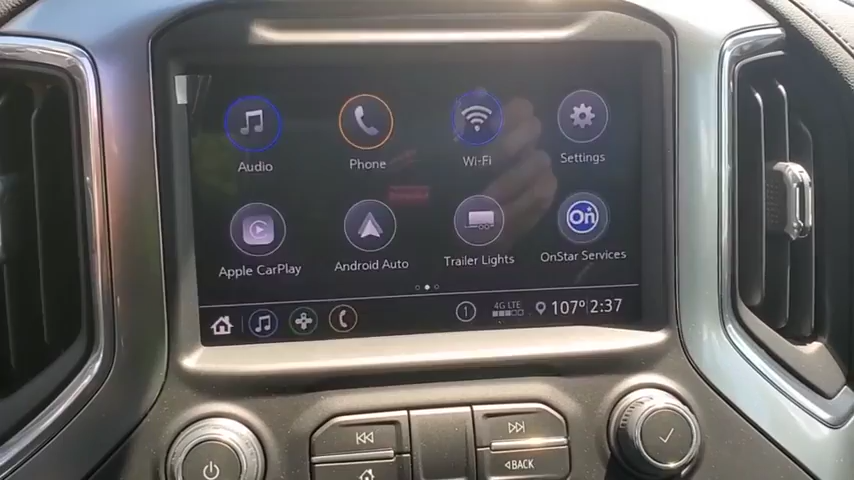 Audio Phone Wi-Fi Settings
On
Apple CarPlay Android Auto Trailer Lights OnStar Services
1 4G LTE 107° 2:37
BACK